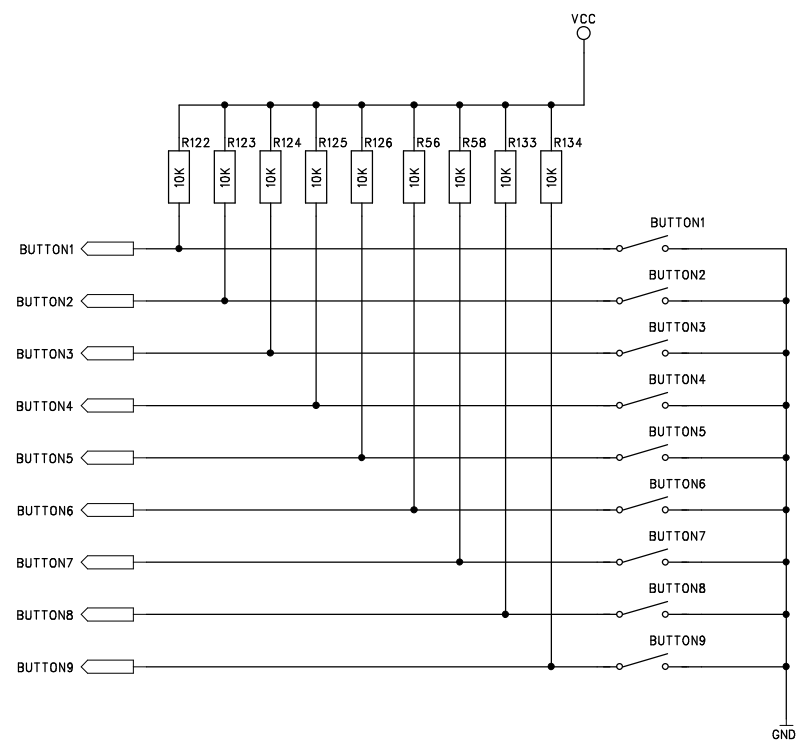 VCC
R122 R123 R124 R125 R126 R56 R58 R133 R134
10K 10K 10K 10K 10K 10K 10K 10K 10K
BUTTON1
BUTTON1
BUTTON2
BUTTON2
BUTTON3
BUTTON3
BUTTON4
BUTTON4
BUTTON5
BUTTON5
BUTTON6
BUTTON6
BUTTON7
BUTTON7
BUTTON8
BUTTON8
BUTTON9
BUTTON9
GND